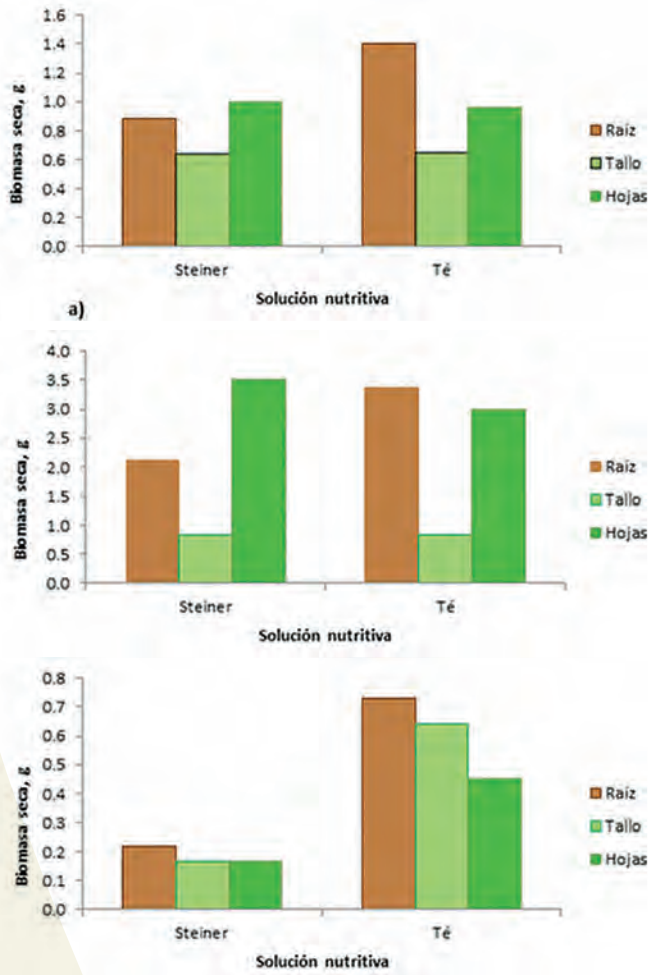 Biomasa seca, g
1.6
1.4
1.2
1.0
0.8
0.6
0.4
0.2
0.0
Steiner
Té
Solución nutritiva
Raíz
Tallo
Hojas
a)
Biomasa seca, g
4.0
3.5
3.0
2.5
2.0
1.5
1.0
0.5
0.0
Steiner
Té
Solución nutritiva
Raíz
Tallo
Hojas
Biomasa seca, g
0.8
0.7
0.6
0.5
0.4
0.3
0.2
0.1
0.0
Steiner
Té
Solución nutritiva
Raíz
Tallo
Hojas